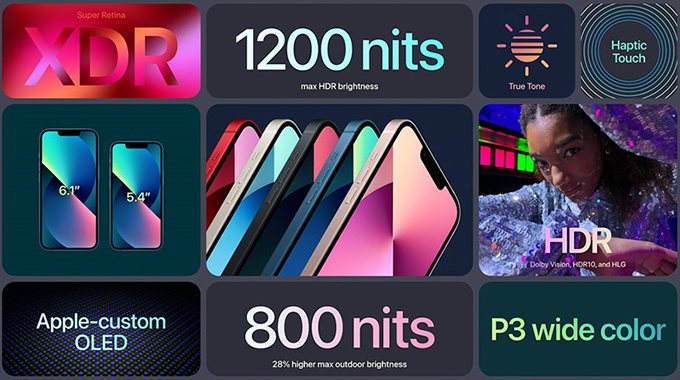 Super Retina
XDR
1200 nits
max HDR brightness
True Tone
Haptic
Touch
6.1″
5.4″
HDR
Dolby Vision, HDR10, and HLG
Apple-custom
OLED
800 nits
28% higher max outdoor brightness
P3 wide color